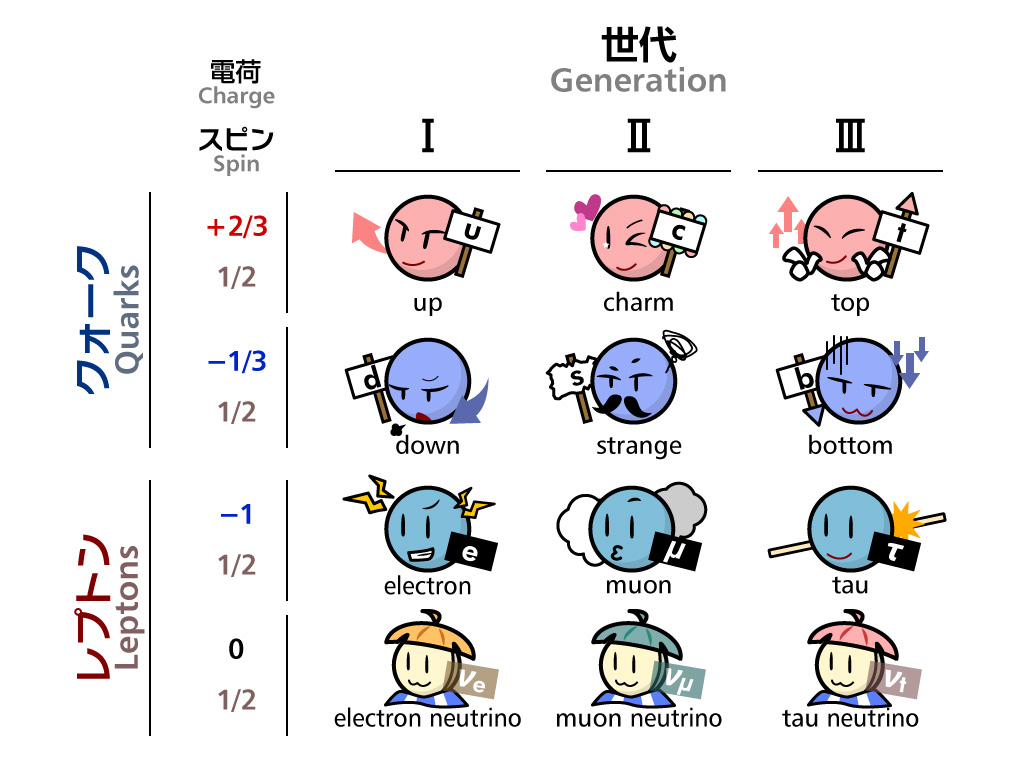 世代
Generation
電荷
Charge
スピン
Spin
I
II
III
クォーク
Quarks
+2/3
1/2
u
c
t
up
charm
top
−1/3
1/2
d
s
b
down
strange
bottom
レプトン
Leptons
−1
1/2
e
μ
τ
electron
muon
tau
0
1/2
νe
νμ
ντ
electron neutrino
muon neutrino
tau neutrino